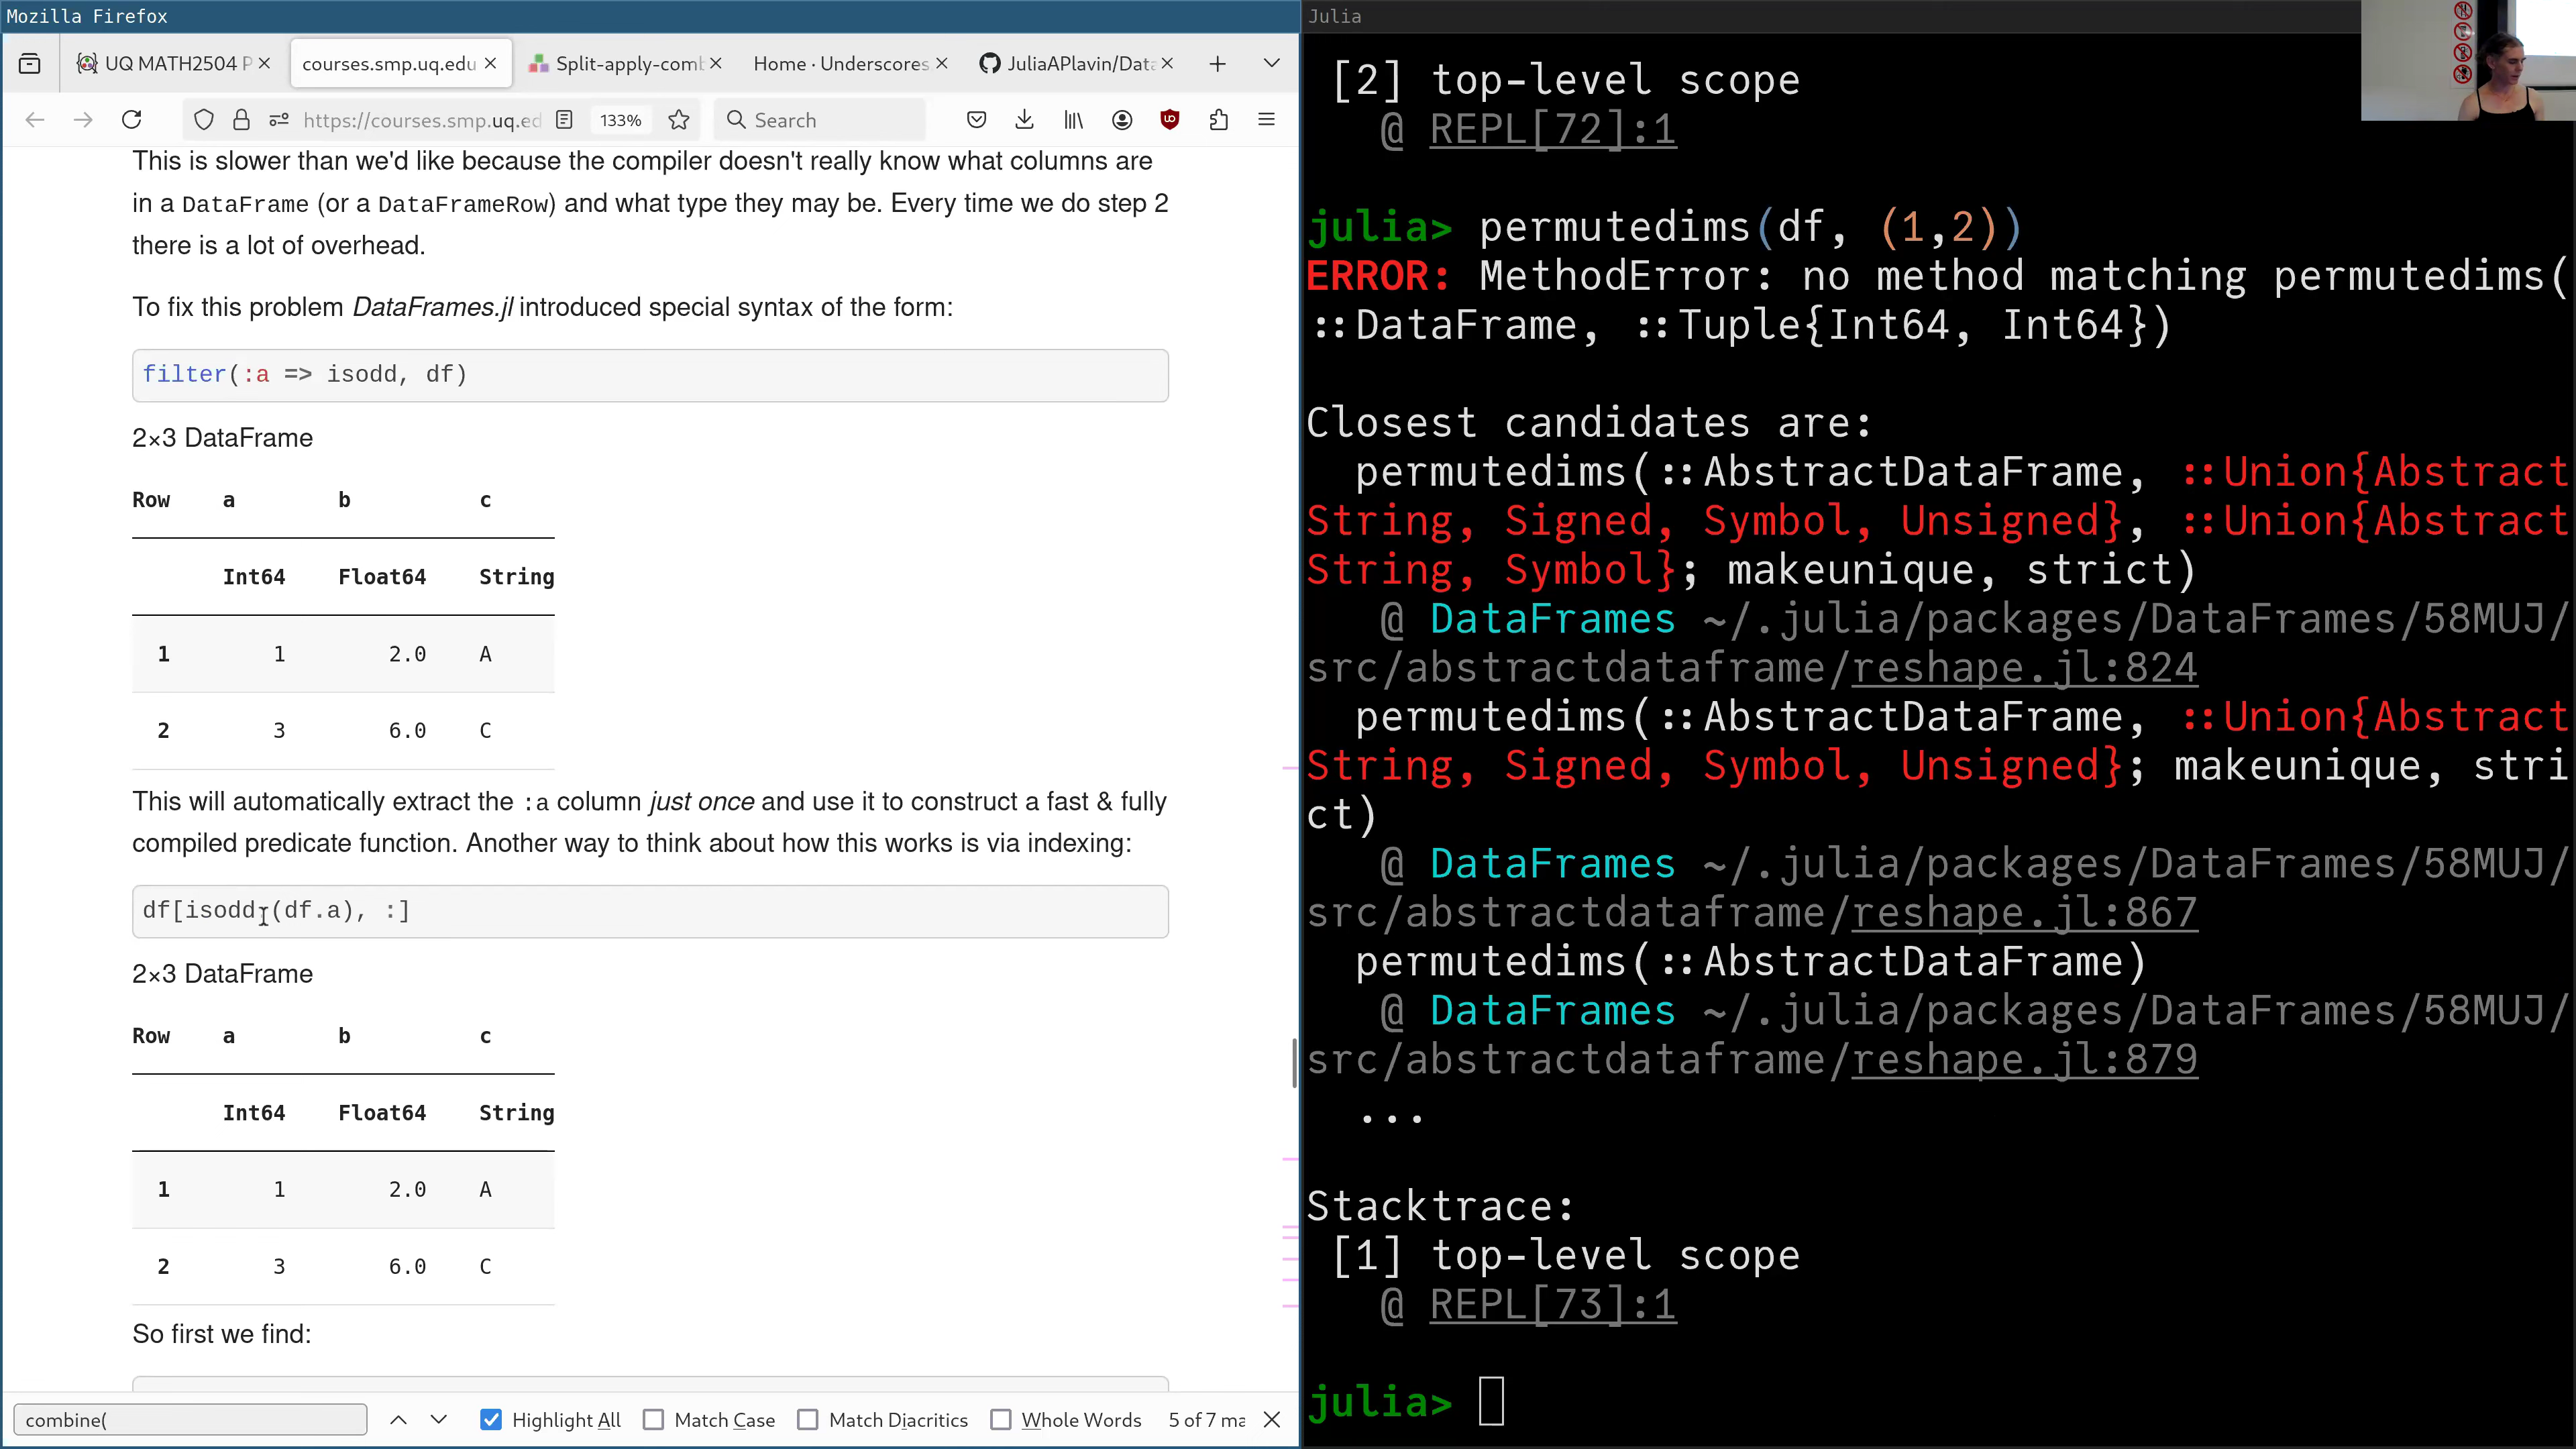 Mozilla Firefox
UQ MATH2504 P
courses.smp.uq.edu
Split-apply-comb
Home · Underscores.
JuliaAPlavin/Data
https://courses.smp.uq.ed
133%
Search
This is slower than we'd like because the compiler doesn't really know what columns are
in a DataFrame (or a DataFrameRow) and what type they may be. Every time we do step 2
there is a lot of overhead.
To fix this problem DataFrames.jl introduced special syntax of the form:
filter(:a => isodd, df)
2×3 DataFrame
Row a b c
Int64 Float64 String
1 1 2.0 A
2 3 6.0 C
This will automatically extract the :a column just once and use it to construct a fast & fully
compiled predicate function. Another way to think about how this works is via indexing:
df[isodd.(df.a), :]
2×3 DataFrame
Row a b c
Int64 Float64 String
1 1 2.0 A
2 3 6.0 C
So first we find:
combine(
Highlight All
Match Case
Match Diacritics
Whole Words
5 of 7 ma
Julia
[2] top-level scope
@ REPL[72]:1
julia> permutedims(df, (1,2))
ERROR: MethodError: no method matching permutedims(
::DataFrame, ::Tuple{Int64, Int64})
Closest candidates are:
permutedims(::AbstractDataFrame, ::Union{Abstract
String, Signed, Symbol, Unsigned}, ::Union{Abstract
String, Symbol}; makeunique, strict)
@ DataFrames ~/.julia/packages/DataFrames/58MUJ/
src/abstractdataframe/reshape.jl:824
permutedims(::AbstractDataFrame, ::Union{Abstract
String, Signed, Symbol, Unsigned}; makeunique, stri
ct)
@ DataFrames ~/.julia/packages/DataFrames/58MUJ/
src/abstractdataframe/reshape.jl:867
permutedims(::AbstractDataFrame)
@ DataFrames ~/.julia/packages/DataFrames/58MUJ/
src/abstractdataframe/reshape.jl:879
...
Stacktrace:
[1] top-level scope
@ REPL[73]:1
julia>